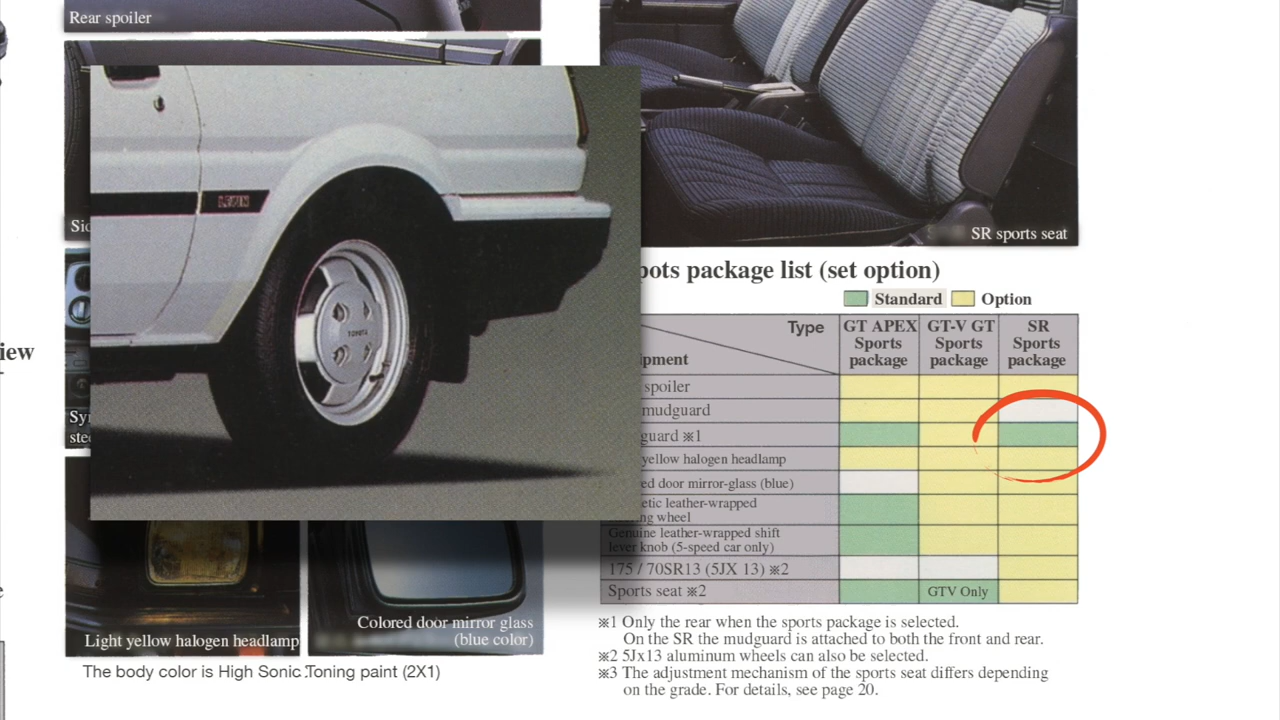 Rear spoiler
LEVIN
TOYOTA
SR sports seat
package list (set option)
Standard
Option
Type
GT APEX
Sports
package
GT-V GT
Sports
package
SR
Sports
package
spoiler
mudguard
※1
yellow halogen headlamp
door mirror-glass (blue)
leather-wrapped
wheel
Genuine leather-wrapped shift
lever knob (5-speed car only)
175 / 70SR13 (5JX 13) ※2
Sports seat ※2
GTV Only
Light yellow halogen headlamp
Colored door mirror glass
(blue color)
The body color is High Sonic Toning paint (2X1)
※1 Only the rear when the sports package is selected.
On the SR the mudguard is attached to both the front and rear.
※2 5Jx13 aluminum wheels can also be selected.
※3 The adjustment mechanism of the sports seat differs depending
on the grade. For details, see page 20.